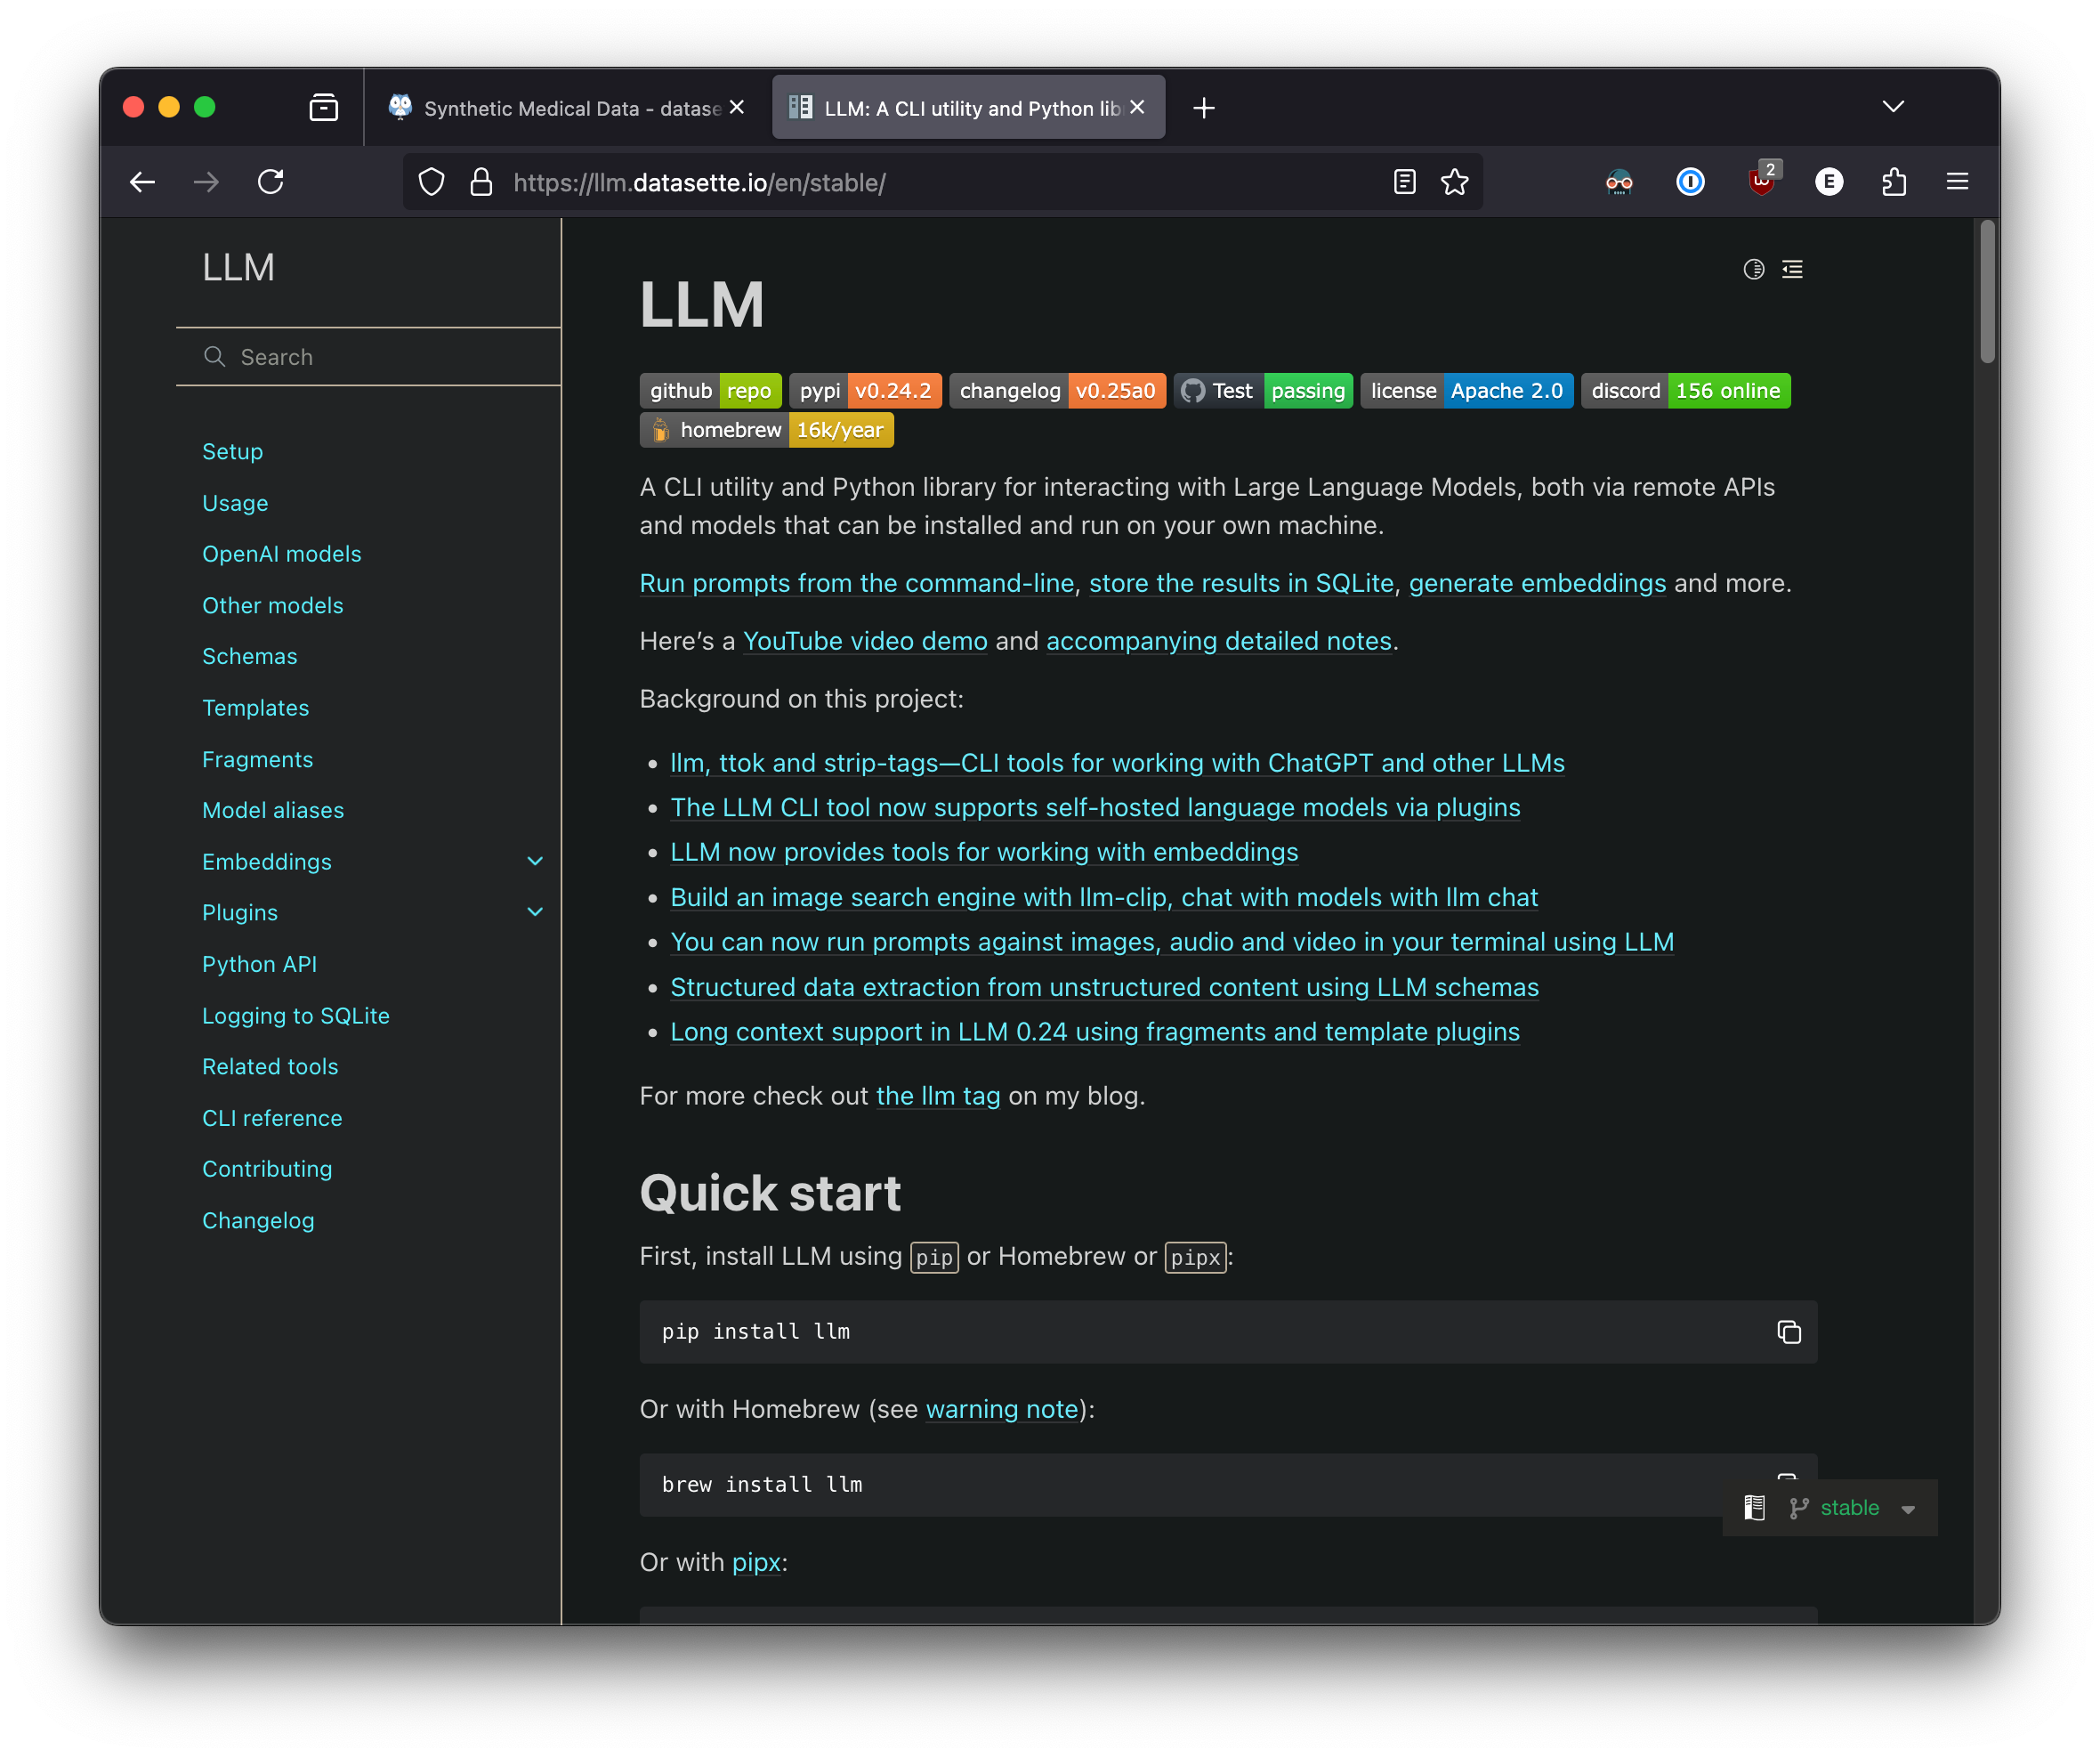 Synthetic Medical Data - datase
LLM: A CLI utility and Python lib
https://llm.datasette.io/en/stable/
2
E
LLM
Search
Setup
Usage
OpenAI models
Other models
Schemas
Templates
Fragments
Model aliases
Embeddings
Plugins
Python API
Logging to SQLite
Related tools
CLI reference
Contributing
Changelog
LLM
github repo pypi v0.24.2 changelog v0.25a0 Test passing license Apache 2.0 discord 156 online
homebrew 16k/year
A CLI utility and Python library for interacting with Large Language Models, both via remote APIs
and models that can be installed and run on your own machine.
Run prompts from the command-line, store the results in SQLite, generate embeddings and more.
Here’s a YouTube video demo and accompanying detailed notes.
Background on this project:
• llm, ttok and strip-tags—CLI tools for working with ChatGPT and other LLMs
• The LLM CLI tool now supports self-hosted language models via plugins
• LLM now provides tools for working with embeddings
• Build an image search engine with llm-clip, chat with models with llm chat
• You can now run prompts against images, audio and video in your terminal using LLM
• Structured data extraction from unstructured content using LLM schemas
• Long context support in LLM 0.24 using fragments and template plugins
For more check out the llm tag on my blog.
Quick start
First, install LLM using pip or Homebrew or pipx:
pip install llm
Or with Homebrew (see warning note):
brew install llm
stable
Or with pipx: